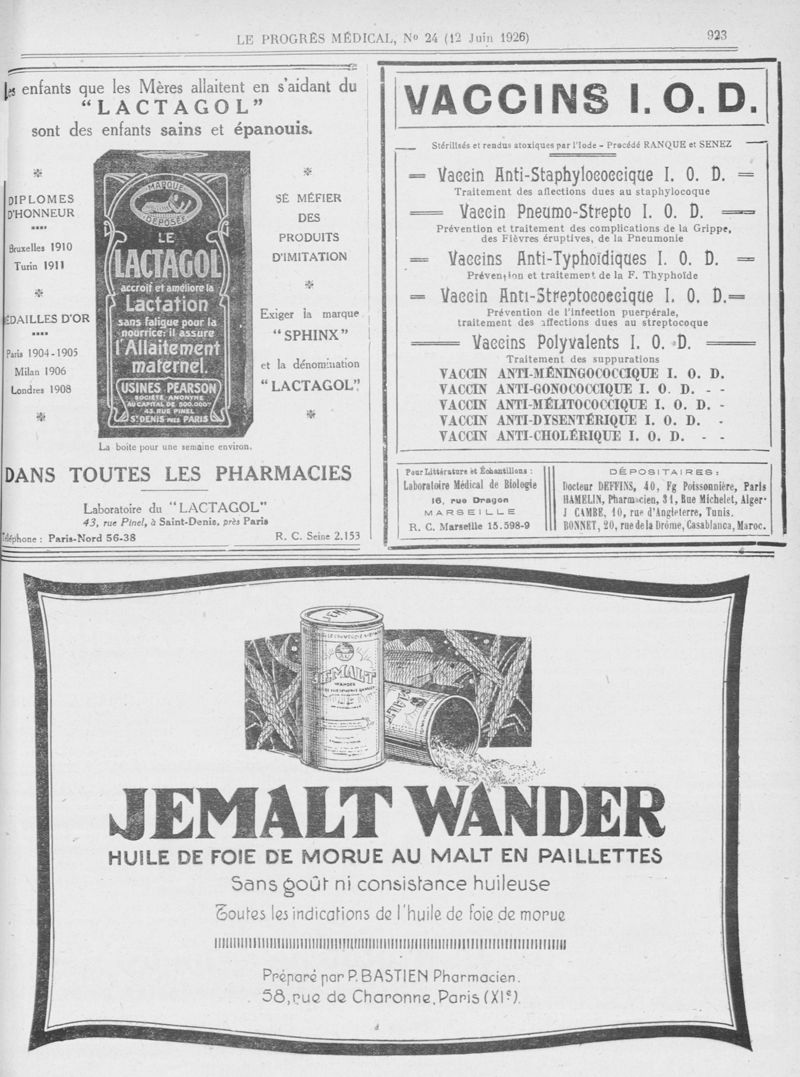 LE PROGRÈS MÉDICAL, Nº 24 (12 Juin 1926)
923
Les enfants que les Mères allaitent en s'aidant du
"LACTAGOL"
sont des enfants sains et épanouis.
DIPLOMES
D'HONNEUR
Bruxelles 1910
Turin 1911
MÉDAILLES D'OR
Paris 1904-1905
Milan 1906
Londres 1908
MARQUE
DÉPOSÉE
LE
LACTAGOL
accroît et améliore la
Lactation
sans fatigue pour la
nourrice: il assure
l'Allaitement
maternel.
USINES PEARSON
SOCIÉTÉ ANONYME
AU CAPITAL DE 500.000
43. RUE PINEL
St DENIS PRÈS PARIS
SE MÉFIER
DES
PRODUITS
D'IMITATION
Exiger la marque
"SPHINX"
et la dénomination
"LACTAGOL".
La boite pour une semaine environ.
DANS TOUTES LES PHARMACIES
Laboratoire du "LACTAGOL"
43, rue Pinel, à Saint-Denis, près Paris
Téléphone : Paris-Nord 56-38
R. C. Seine 2.153
VACCINS I. O. D.
Stérilisés et rendus atoxiques par l'Iode - Procédé RANQUE et SENEZ
= Vaccin Anti-Staphylococcique I. O. D. =
Traitement des affections dues au staphylocoque
= Vaccin Pneumo-Strepto I. O. D. =
Prévention et traitement des complications de la Grippe,
des Fièvres éruptives, de la Pneumonie
= Vaccins Anti-Typhoïdiques I. O. D. =
Prévention et traitement de la F. Thyphoïde
= Vaccin Anti-Streptococcique I. O. D.=
Prévention de l'infection puerpérale,
traitement des affections dues au streptocoque
= Vaccins Polyvalents I. O. D. =
Traitement des suppurations
VACCIN ANTI-MÉNINGOCOCCIQUE I. O. D.
VACCIN ANTI-GONOCOCCIQUE I. O. D. - -
VACCIN ANTI-MÉLITOCOCCIQUE I. O. D. -
VACCIN ANTI-DYSENTÉRIQUE I. O. D. -
VACCIN ANTI-CHOLÉRIQUE I. O. D. - -
Pour Littérature et Échantillons :
Laboratoire Médical de Biologie
16, rue Dragon
MARSEILLE
R. C. Marseille 15.598-9
DÉPOSITAIRES :
Docteur DEFFINS, 40, Fg Poissonnière, Paris
HAMELIN, Pharmacien, 31, Rue Michelet, Alger
J CAMBE, 10, rue d'Angleterre, Tunis.
BONNET, 20, rue de la Drôme, Casablanca, Maroc.
JEMALT
WANDER
JEMALT WANDER
HUILE DE FOIE DE MORUE AU MALT EN PAILLETTES
Sans goût ni consistance huileuse
Toutes les indications de l'huile de foie de morue
Préparé par P. BASTIEN Pharmacien.
58, rue de Charonne, Paris (XIe).